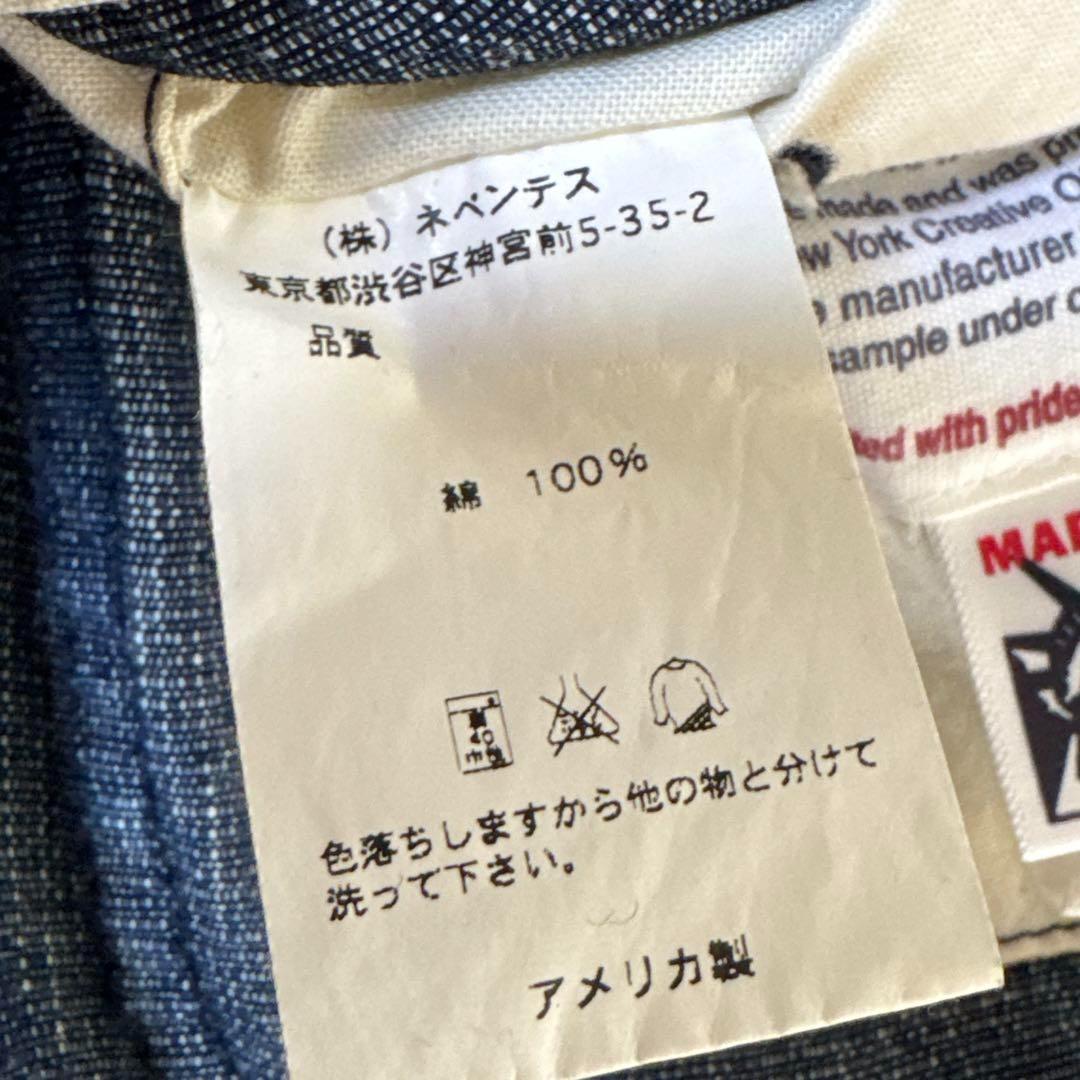 (株) ネペンテス
東京都渋谷区神宮前5-35-2
品質
綿 100%
40
色落ちしますから他の物と分けて
洗って下さい。
アメリカ製
made and was
York Creative
manufacturer
sample under
with pride